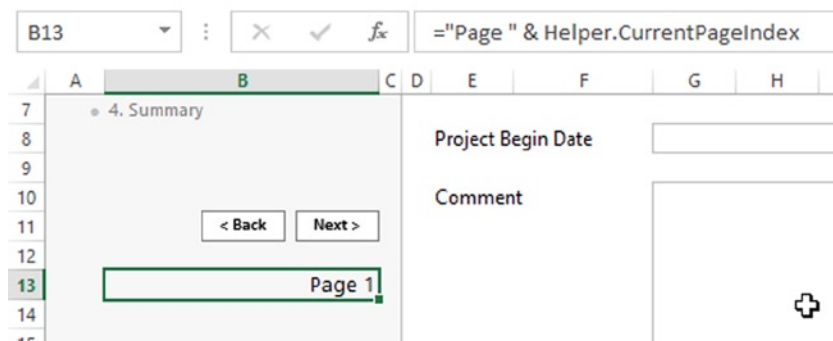 B13 fx ="Page " & Helper.CurrentPageIndex
A B C D E F G H
7 4. Summary
8 Project Begin Date
9
10 Comment
11 < Back Next >
12
13 Page 1
14